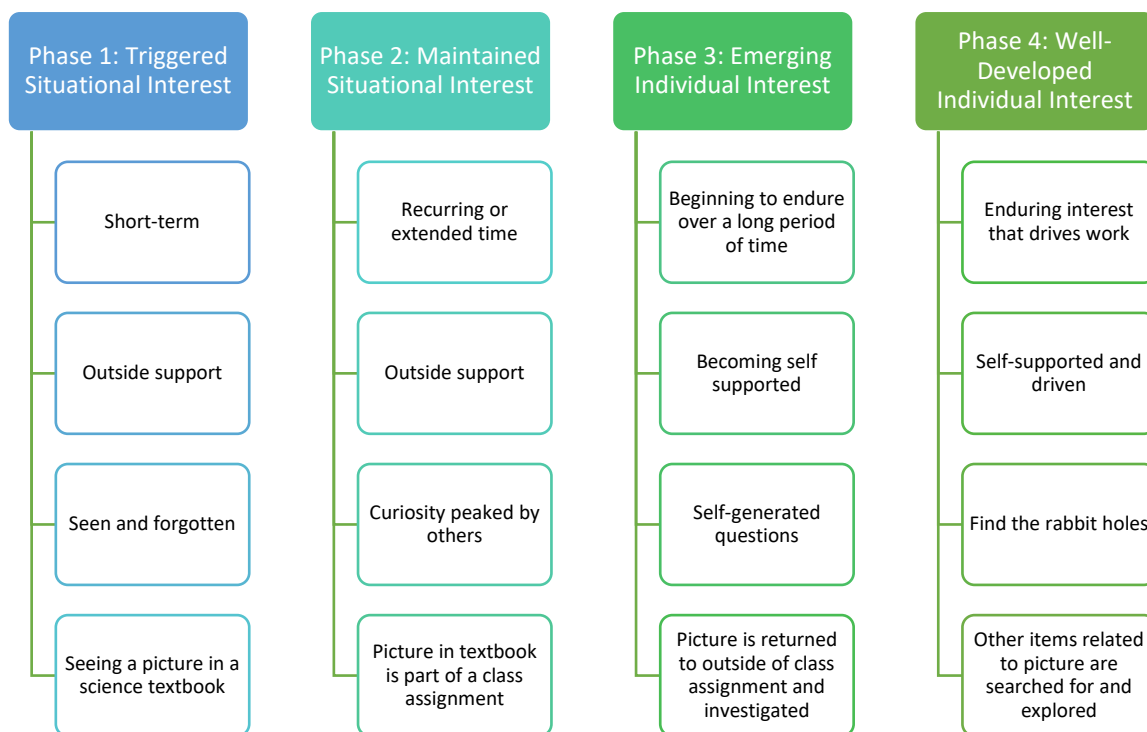 Phase 1: Triggered
Situational Interest
Short-term
Outside support
Seen and forgotten
Seeing a picture in a
science textbook
Phase 2: Maintained
Situational Interest
Recurring or
extended time
Outside support
Curiosity peaked by
others
Picture in textbook
is part of a class
assignment
Phase 3: Emerging
Individual Interest
Beginning to endure
over a long period
of time
Becoming self
supported
Self-generated
questions
Picture is returned
to outside of class
assignment and
investigated
Phase 4: Well-
Developed
Individual Interest
Enduring interest
that drives work
Self-supported and
driven
Find the rabbit holes
Other items related
to picture are
searched for and
explored